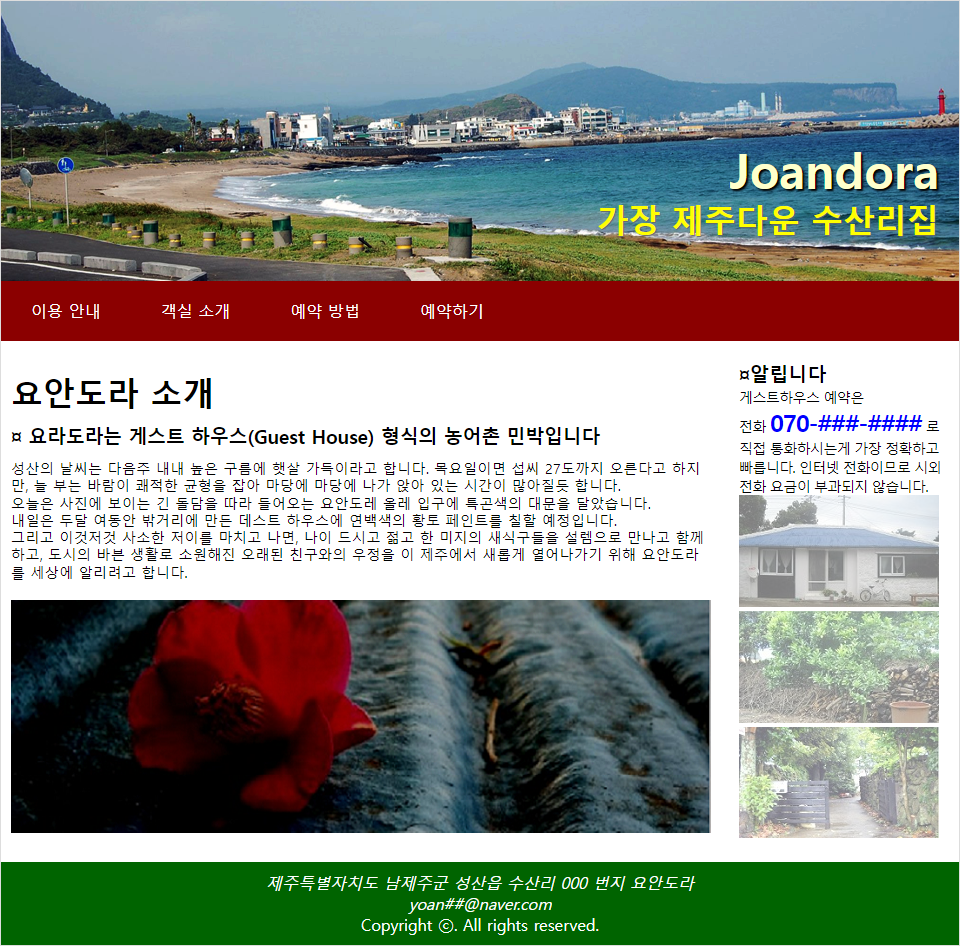 Joandora
가장 제주다운 수산리집
이용 안내
객실 소개
예약 방법
예약하기
요안도라 소개
¤ 요라도라는 게스트 하우스(Guest House) 형식의 농어촌 민박입니다
성산의 날씨는 다음주 내내 높은 구름에 햇살 가득이라고 합니다. 목요일이면 섭씨 27도까지 오른다고 하지
만, 늘 부는 바람이 쾌적한 균형을 잡아 마당에 마당에 나가 앉아 있는 시간이 많아질듯 합니다.
오늘은 사진에 보이는 긴 돌담을 따라 들어오는 요안도레 올레 입구에 특곤색의 대문을 달았습니다.
내일은 두달 여동안 밖거리에 만든 데스트 하우스에 연백색의 황토 페인트를 칠할 예정입니다.
그리고 이것저것 사소한 저이를 마치고 나면, 나이 드시고 젊고 한 미지의 새식구들을 설렘으로 만나고 함께
하고, 도시의 바쁜 생활로 소원해진 오래된 친구와의 우정을 이 제주에서 새롭게 열어나가기 위해 요안도라
를 세상에 알리려고 합니다.
¤알립니다
게스트하우스 예약은
전화 070-###-#### 로
직접 통화하시는게 가장 정확하고
빠릅니다. 인터넷 전화이므로 시외
전화 요금이 부과되지 않습니다.
제주특별자치도 남제주군 성산읍 수산리 000 번지 요안도라
yoan##@naver.com
Copyright ⓒ. All rights reserved.